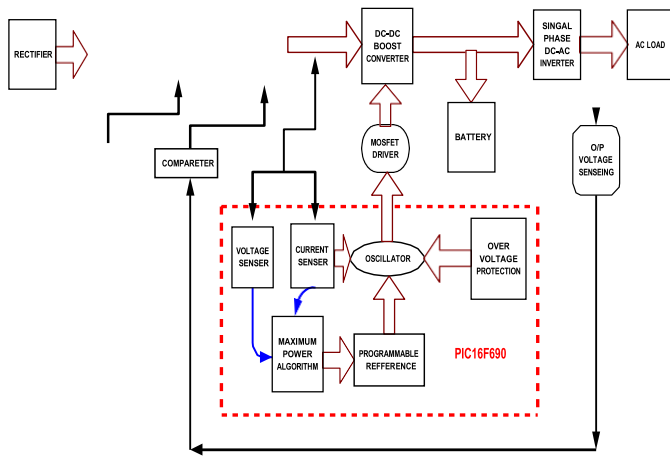 RECTIFIER
DC-DC
BOOST
CONVERTER
SINGAL
PHASE
DC-AC
INVERTER
AC LOAD
COMPARETER
MOSFET
DRIVER
BATTERY
O/P
VOLTAGE
SENSEING
VOLTAGE
SENSER
CURRENT
SENSER
OSCILLATOR
OVER
VOLTAGE
PROTECTION
MAXIMUM
POWER
ALGORITHM
PROGRAMMABLE
REFFERENCE
PIC16F690